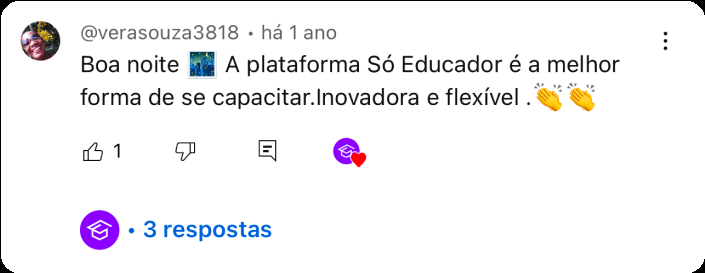 @verasouza3818 • há 1 ano
Boa noite 🌃 A plataforma Só Educador é a melhor
forma de se capacitar.Inovadora e flexível .👏👏
1
• 3 respostas